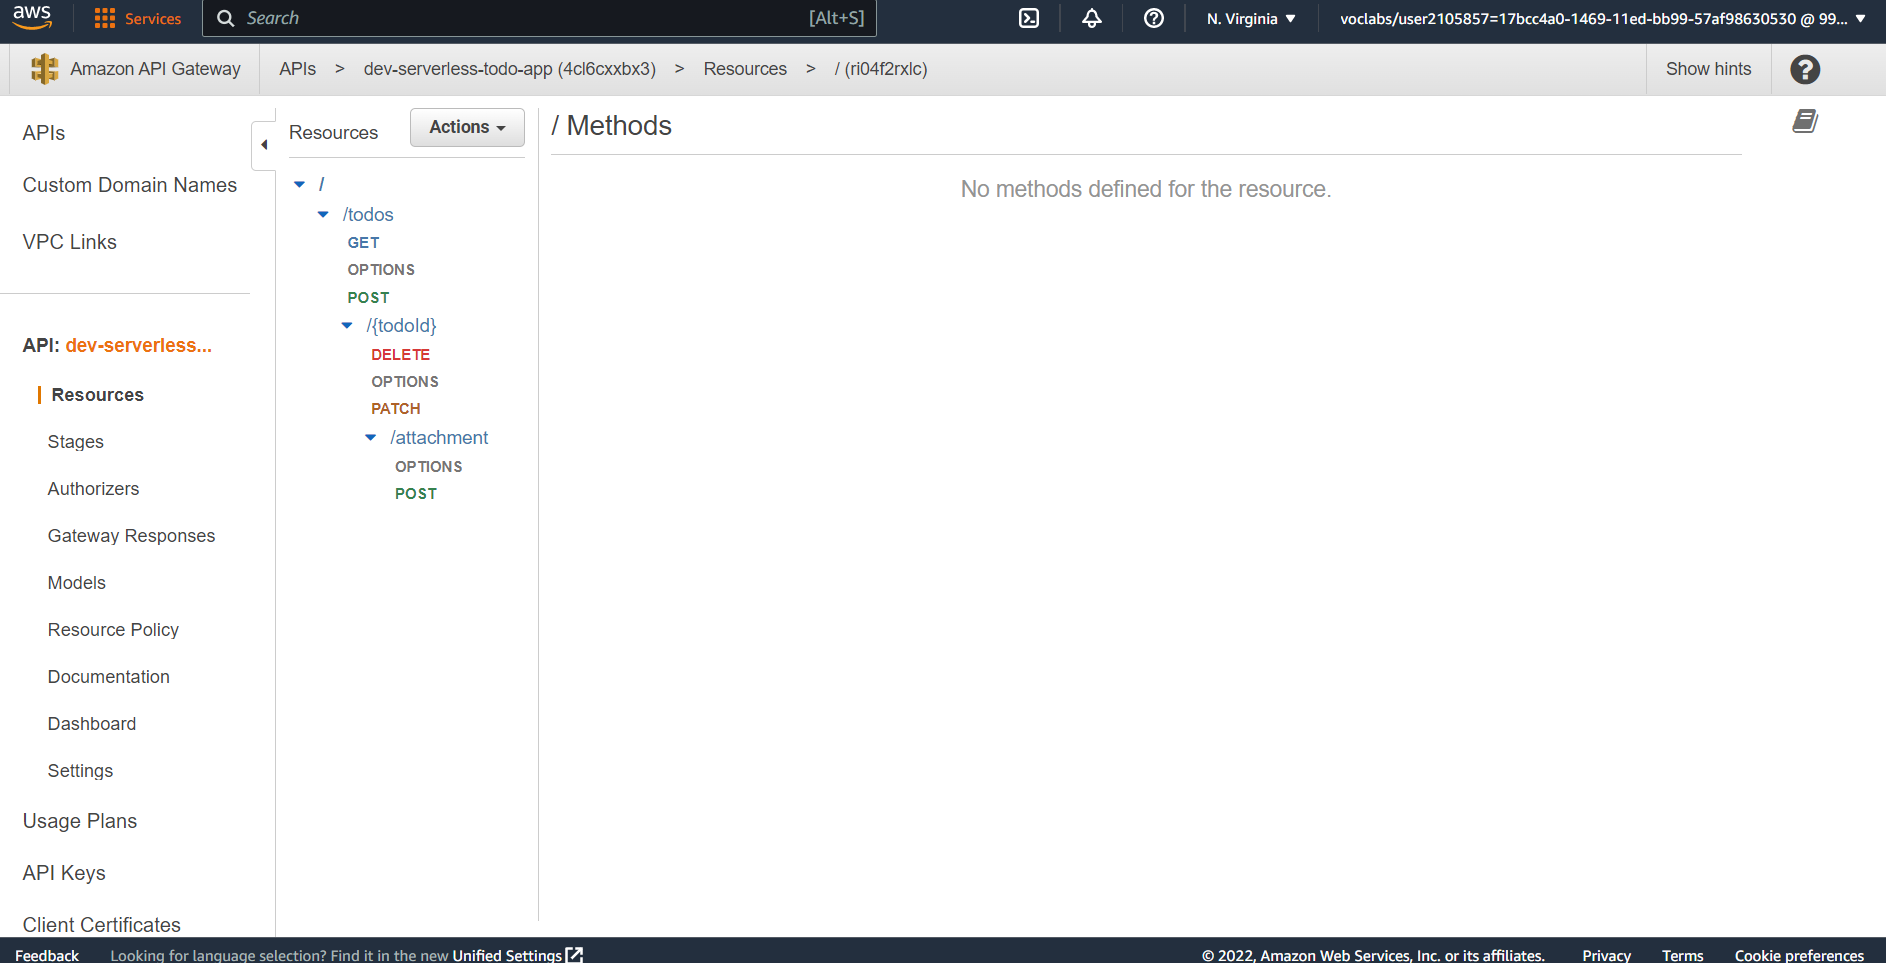 aws
Services
Search
[Alt+S]
N. Virginia
voclabs/user2105857=17bcc4a0-1469-11ed-bb99-57af98630530 @ 99...
Amazon API Gateway
APIs > dev-serverless-todo-app (4cl6cxxbx3) > Resources > / (ri04f2rxlc)
Show hints
?
APIs
Custom Domain Names
VPC Links
API: dev-serverless...
Resources
Stages
Authorizers
Gateway Responses
Models
Resource Policy
Documentation
Dashboard
Settings
Usage Plans
API Keys
Client Certificates
Resources
Actions
/
/todos
GET
OPTIONS
POST
/{todoId}
DELETE
OPTIONS
PATCH
/attachment
OPTIONS
POST
/ Methods
No methods defined for the resource.
Feedback
Looking for language selection? Find it in the new Unified Settings
© 2022, Amazon Web Services, Inc. or its affiliates.
Privacy
Terms
Cookie preferences